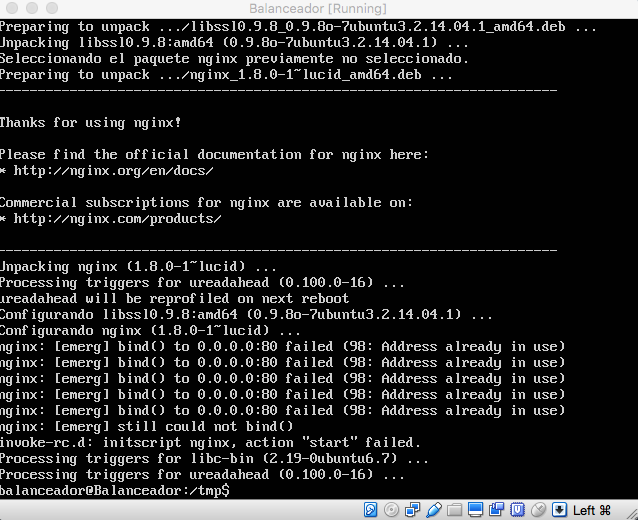 Balanceador [Running]
Preparing to unpack .../libssl0.9.8_0.9.8o-7ubuntu3.2.14.04.1_amd64.deb ...
Unpacking libssl0.9.8:amd64 (0.9.8o-7ubuntu3.2.14.04.1) ...
Seleccionando el paquete nginx previamente no seleccionado.
Preparing to unpack .../nginx_1.8.0-1~lucid_amd64.deb ...
----------------------------------------------------------------------
Thanks for using nginx!
Please find the official documentation for nginx here:
* http://nginx.org/en/docs/
Commercial subscriptions for nginx are available on:
* http://nginx.com/products/
----------------------------------------------------------------------
Unpacking nginx (1.8.0-1~lucid) ...
Processing triggers for ureadahead (0.100.0-16) ...
ureadahead will be reprofiled on next reboot
Configurando libssl0.9.8:amd64 (0.9.8o-7ubuntu3.2.14.04.1) ...
Configurando nginx (1.8.0-1~lucid) ...
nginx: [emerg] bind() to 0.0.0.0:80 failed (98: Address already in use)
nginx: [emerg] bind() to 0.0.0.0:80 failed (98: Address already in use)
nginx: [emerg] bind() to 0.0.0.0:80 failed (98: Address already in use)
nginx: [emerg] bind() to 0.0.0.0:80 failed (98: Address already in use)
nginx: [emerg] bind() to 0.0.0.0:80 failed (98: Address already in use)
nginx: [emerg] still could not bind()
invoke-rc.d: initscript nginx, action "start" failed.
Processing triggers for libc-bin (2.19-0ubuntu6.7) ...
Processing triggers for ureadahead (0.100.0-16) ...
balanceador@Balanceador:/tmp$
Left ⌘